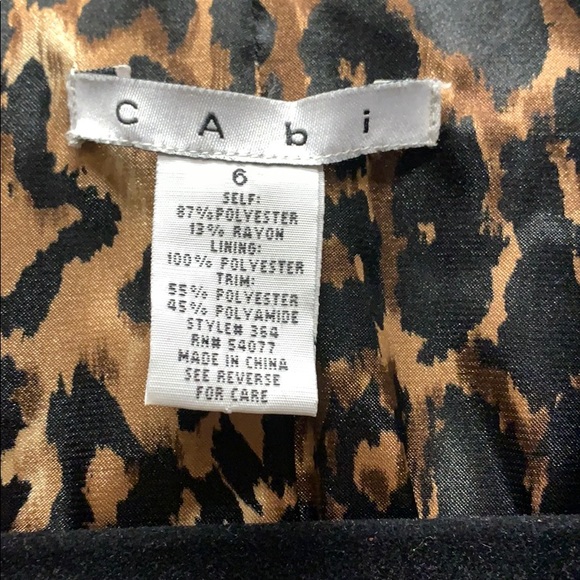 CAbi
6
SELF:
87% POLYESTER
13% RAYON
LINING:
100% POLYESTER
TRIM:
55% POLYESTER
45% POLYAMIDE
STYLE# 364
RN# 54077
MADE IN CHINA
SEE REVERSE
FOR CARE